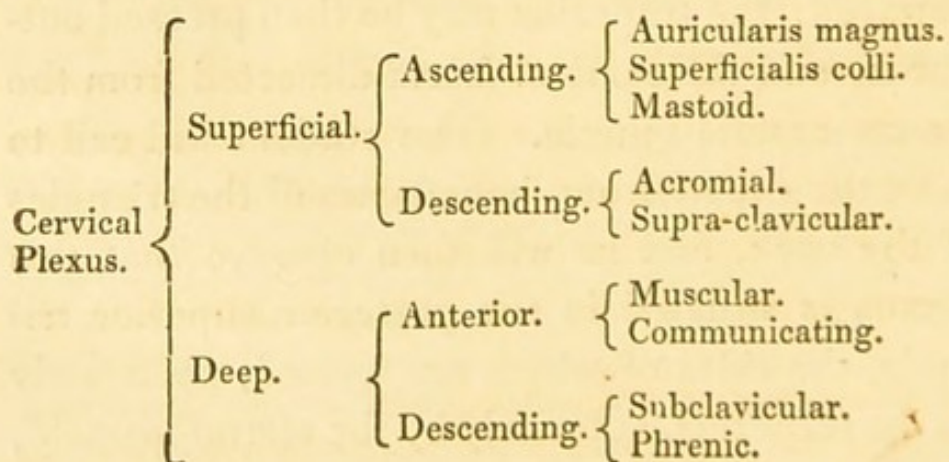 Auricularis magnus.
Ascending. Superficialis colli.
Mastoid.
Superficial.
Acromial.
Descending. Supra-clavicular.
Cervical
Plexus.
Muscular.
Anterior. Communicating.
Deep.
Subclavicular.
Descending. Phrenic.